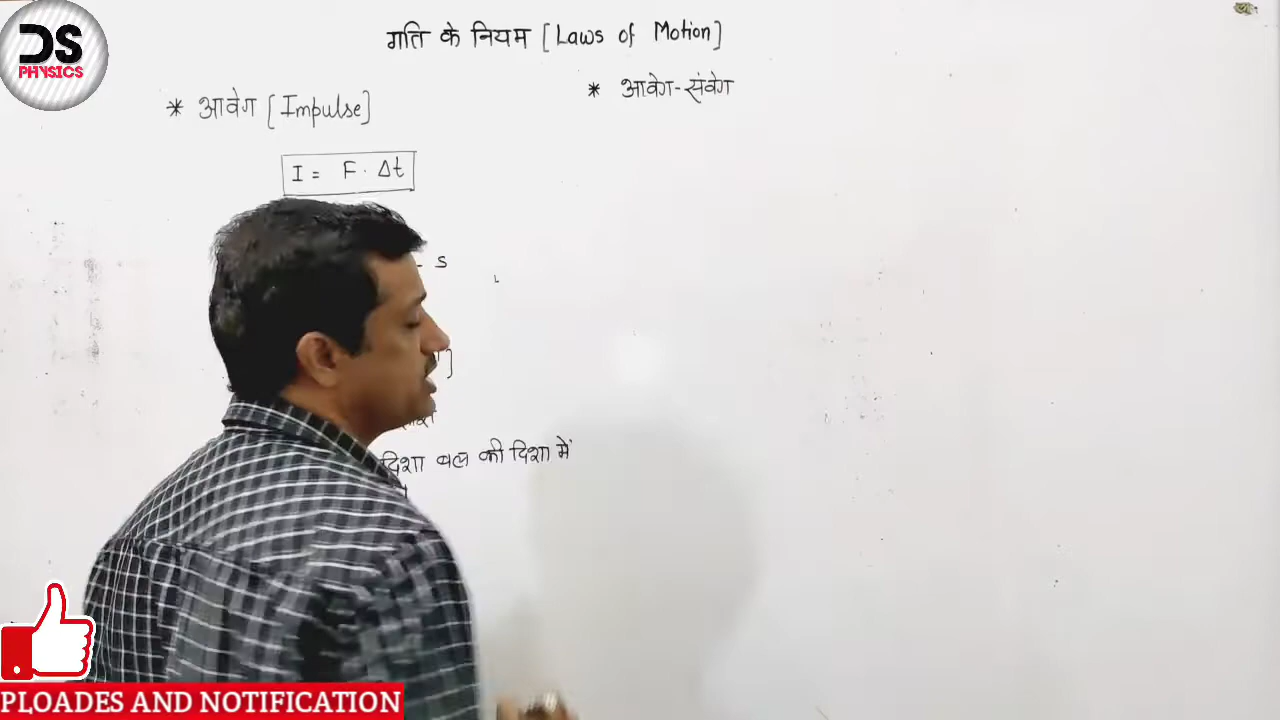 DS
PHYSICS
गति के नियम [Laws of Motion]
* आवेग [Impulse]
I = F · Δt
- S
दिशा बल की दिशा में
* आवेग-संवेग
PLOADES AND NOTIFICATION